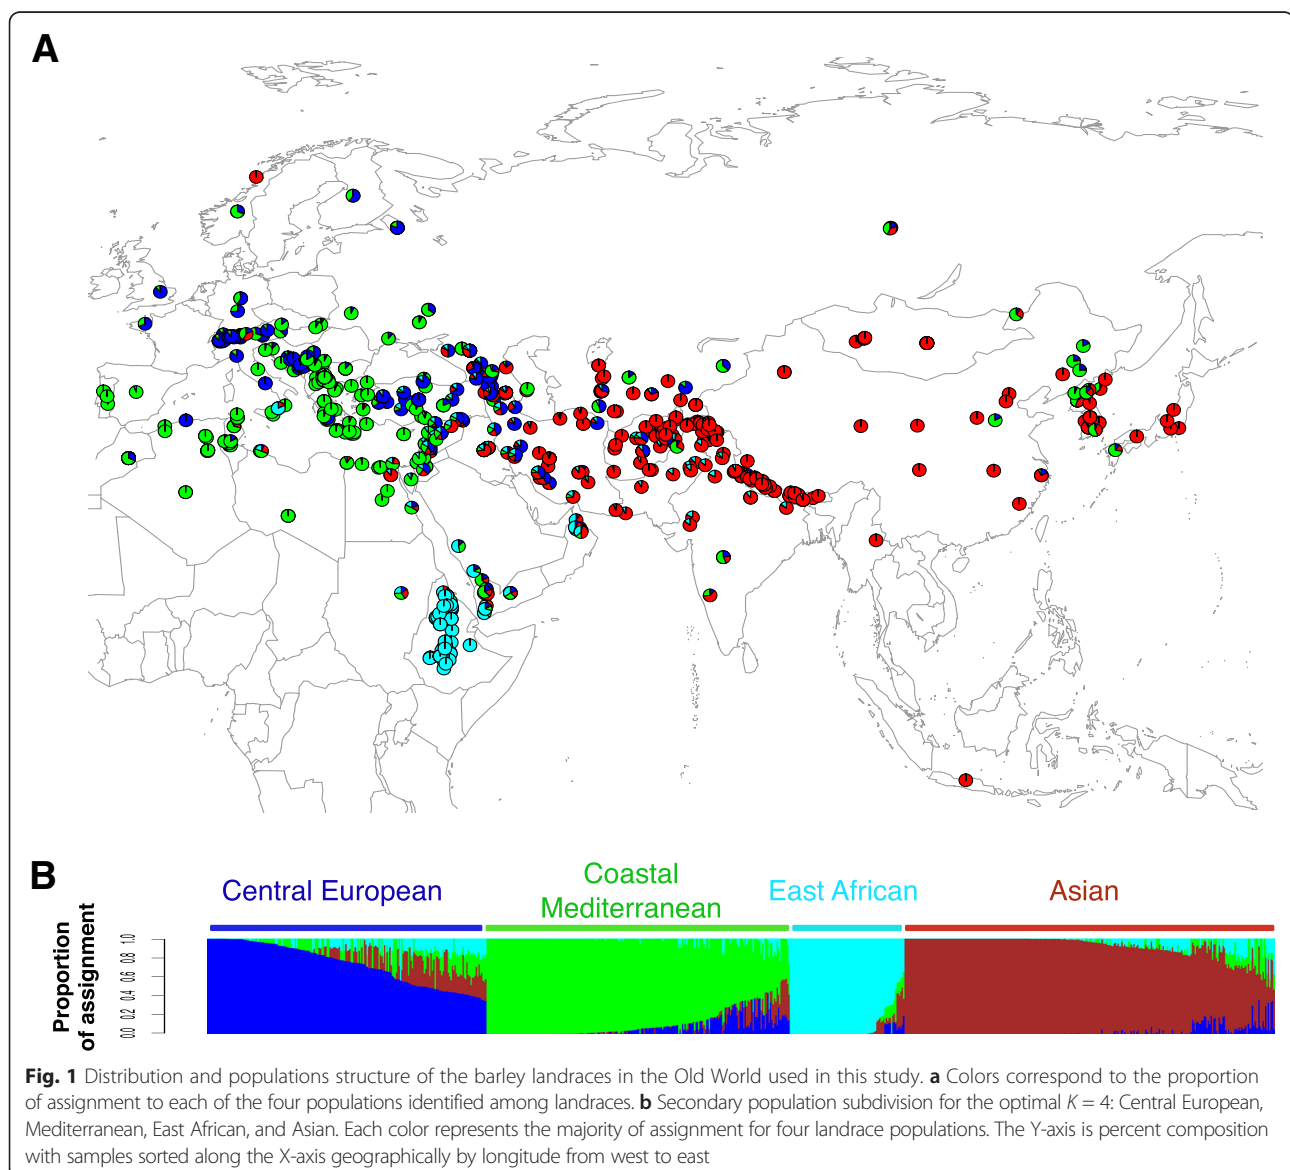 A
B
Central European
Coastal
Mediterranean
East African
Asian
Proportion
of assignment
1.0
0.8
0.6
0.4
0.2
0.0
Fig. 1 Distribution and populations structure of the barley landraces in the Old World used in this study. a Colors correspond to the proportion
of assignment to each of the four populations identified among landraces. b Secondary population subdivision for the optimal K = 4: Central European,
Mediterranean, East African, and Asian. Each color represents the majority of assignment for four landrace populations. The Y-axis is percent composition
with samples sorted along the X-axis geographically by longitude from west to east